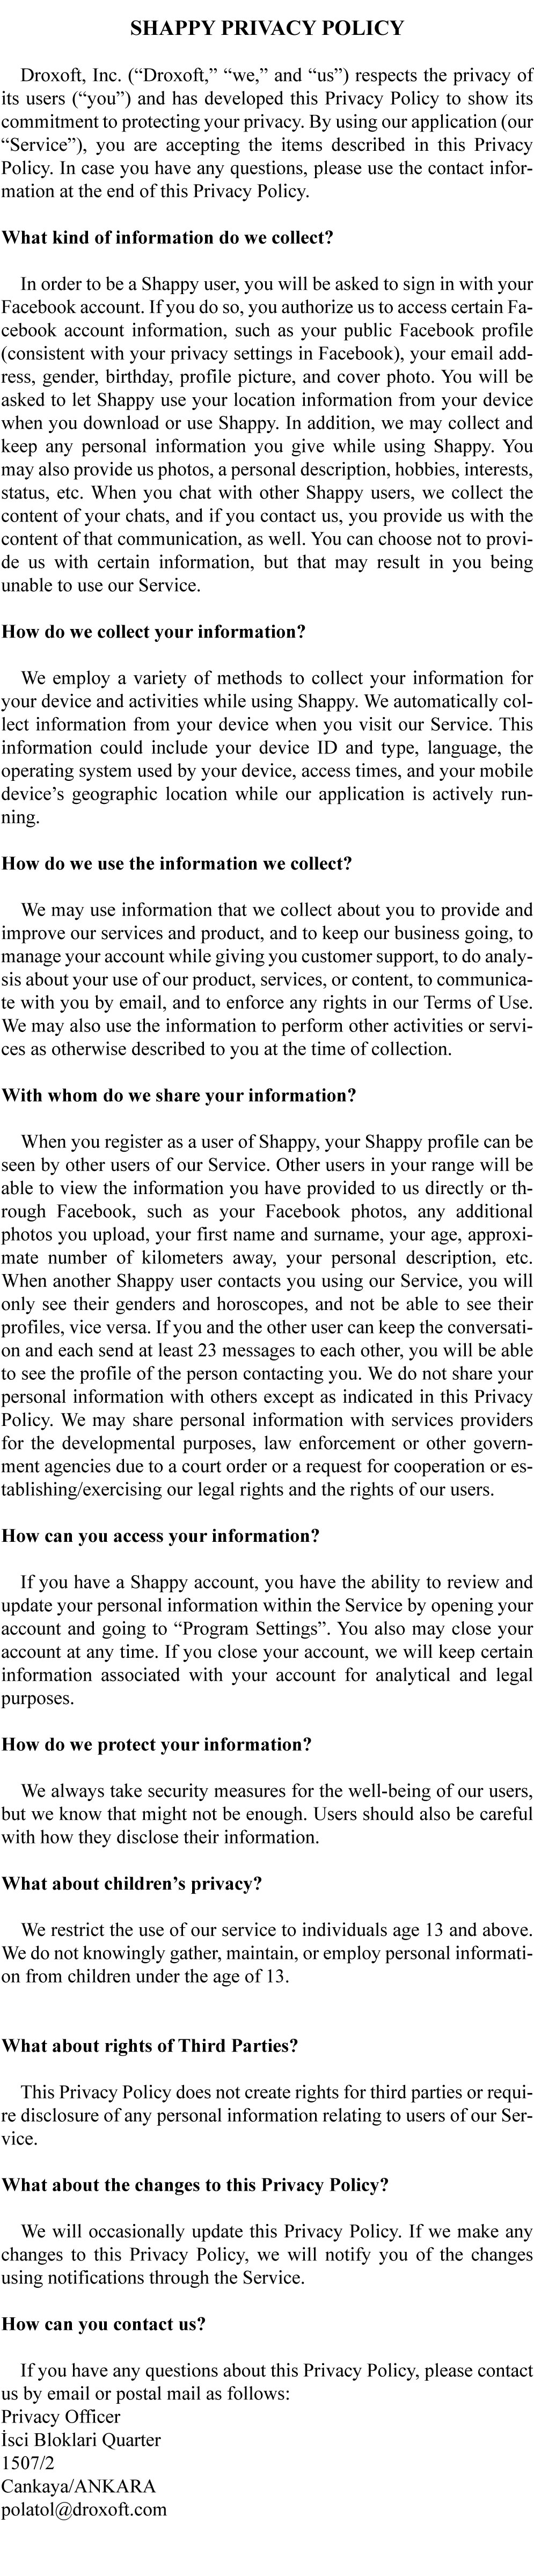 SHAPPY PRIVACY POLICY
Droxoft, Inc. (“Droxoft,” “we,” and “us”) respects the privacy of
its users (“you”) and has developed this Privacy Policy to show its
commitment to protecting your privacy. By using our application (our
“Service”), you are accepting the items described in this Privacy
Policy. In case you have any questions, please use the contact infor-
mation at the end of this Privacy Policy.
What kind of information do we collect?
In order to be a Shappy user, you will be asked to sign in with your
Facebook account. If you do so, you authorize us to access certain Fa-
cebook account information, such as your public Facebook profile
(consistent with your privacy settings in Facebook), your email add-
ress, gender, birthday, profile picture, and cover photo. You will be
asked to let Shappy use your location information from your device
when you download or use Shappy. In addition, we may collect and
keep any personal information you give while using Shappy. You
may also provide us photos, a personal description, hobbies, interests,
status, etc. When you chat with other Shappy users, we collect the
content of your chats, and if you contact us, you provide us with the
content of that communication, as well. You can choose not to provi-
de us with certain information, but that may result in you being
unable to use our Service.
How do we collect your information?
We employ a variety of methods to collect your information for
your device and activities while using Shappy. We automatically col-
lect information from your device when you visit our Service. This
information could include your device ID and type, language, the
operating system used by your device, access times, and your mobile
device’s geographic location while our application is actively run-
ning.
How do we use the information we collect?
We may use information that we collect about you to provide and
improve our services and product, and to keep our business going, to
manage your account while giving you customer support, to do analy-
sis about your use of our product, services, or content, to communica-
te with you by email, and to enforce any rights in our Terms of Use.
We may also use the information to perform other activities or servi-
ces as otherwise described to you at the time of collection.
With whom do we share your information?
When you register as a user of Shappy, your Shappy profile can be
seen by other users of our Service. Other users in your range will be
able to view the information you have provided to us directly or th-
rough Facebook, such as your Facebook photos, any additional
photos you upload, your first name and surname, your age, approxi-
mate number of kilometers away, your personal description, etc.
When another Shappy user contacts you using our Service, you will
only see their genders and horoscopes, and not be able to see their
profiles, vice versa. If you and the other user can keep the conversati-
on and each send at least 23 messages to each other, you will be able
to see the profile of the person contacting you. We do not share your
personal information with others except as indicated in this Privacy
Policy. We may share personal information with services providers
for the developmental purposes, law enforcement or other govern-
ment agencies due to a court order or a request for cooperation or es-
tablishing/exercising our legal rights and the rights of our users.
How can you access your information?
If you have a Shappy account, you have the ability to review and
update your personal information within the Service by opening your
account and going to “Program Settings”. You also may close your
account at any time. If you close your account, we will keep certain
information associated with your account for analytical and legal
purposes.
How do we protect your information?
We always take security measures for the well-being of our users,
but we know that might not be enough. Users should also be careful
with how they disclose their information.
What about children’s privacy?
We restrict the use of our service to individuals age 13 and above.
We do not knowingly gather, maintain, or employ personal informati-
on from children under the age of 13.
What about rights of Third Parties?
This Privacy Policy does not create rights for third parties or requi-
re disclosure of any personal information relating to users of our Ser-
vice.
What about the changes to this Privacy Policy?
We will occasionally update this Privacy Policy. If we make any
changes to this Privacy Policy, we will notify you of the changes
using notifications through the Service.
How can you contact us?
If you have any questions about this Privacy Policy, please contact
us by email or postal mail as follows:
Privacy Officer
İsci Bloklari Quarter
1507/2
Cankaya/ANKARA
polatol@droxoft.com